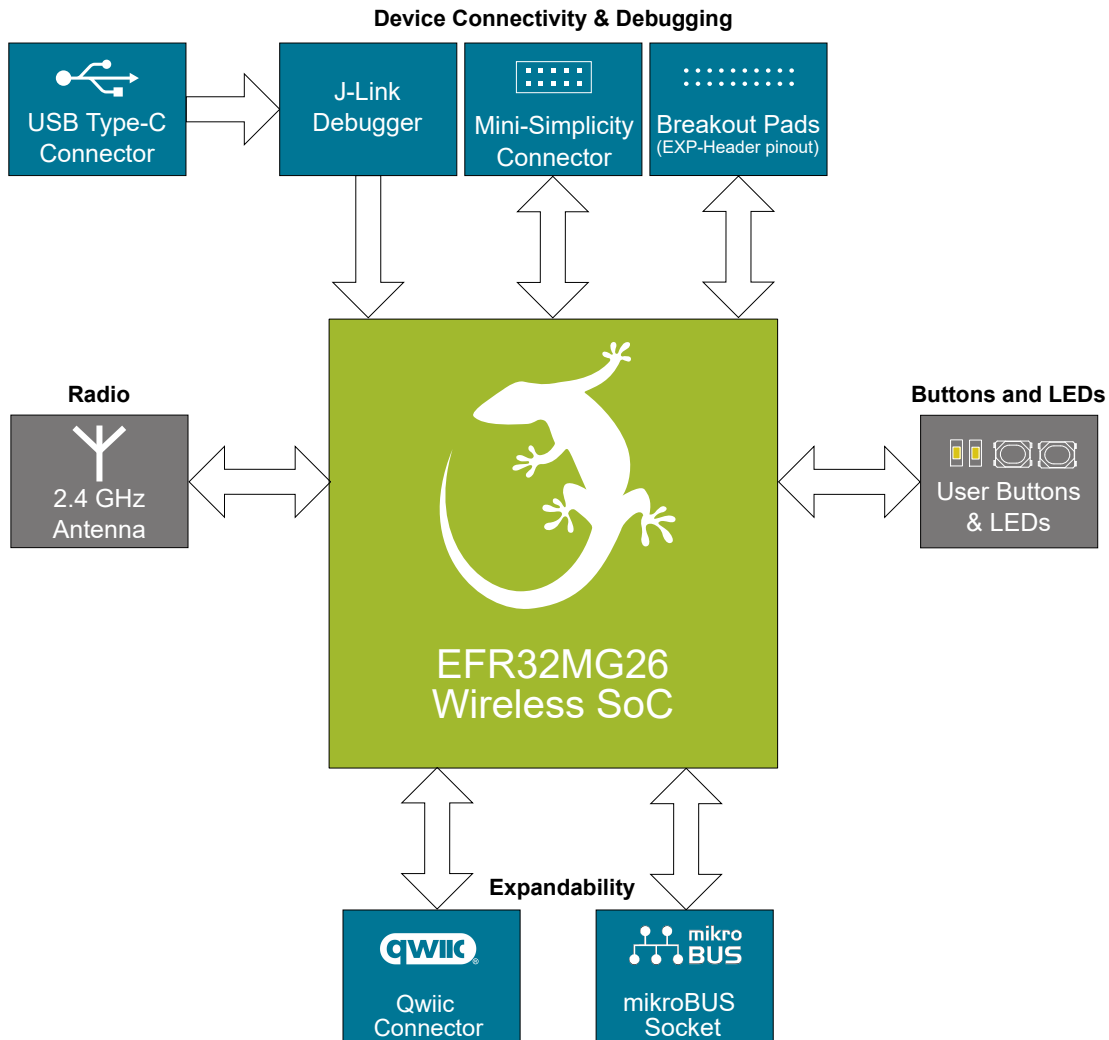 Device Connectivity & Debugging
USB Type-C
Connector
J-Link
Debugger
Mini-Simplicity
Connector
Breakout Pads
(EXP-Header pinout)
Radio
2.4 GHz
Antenna
Buttons and LEDs
User Buttons
& LEDs
EFR32MG26
Wireless SoC
Expandability
qwiic
Qwiic
Connector
mikro
BUS
mikroBUS
Socket